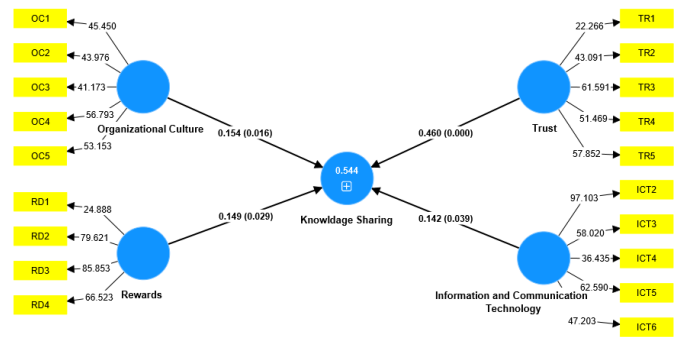 OC1
45.450
OC2
43.976
OC3
41.173
OC4
56.793
OC5
53.153
Organizational Culture
0.154 (0.016)
RD1
24.888
RD2
79.621
RD3
85.853
RD4
66.523
Rewards
0.149 (0.029)
0.544
Knowldage Sharing
TR1
22.266
TR2
43.091
TR3
61.591
TR4
51.469
TR5
57.852
Trust
0.460 (0.000)
ICT2
97.103
ICT3
58.020
ICT4
36.435
ICT5
62.590
ICT6
47.203
Information and Communication
Technology
0.142 (0.039)